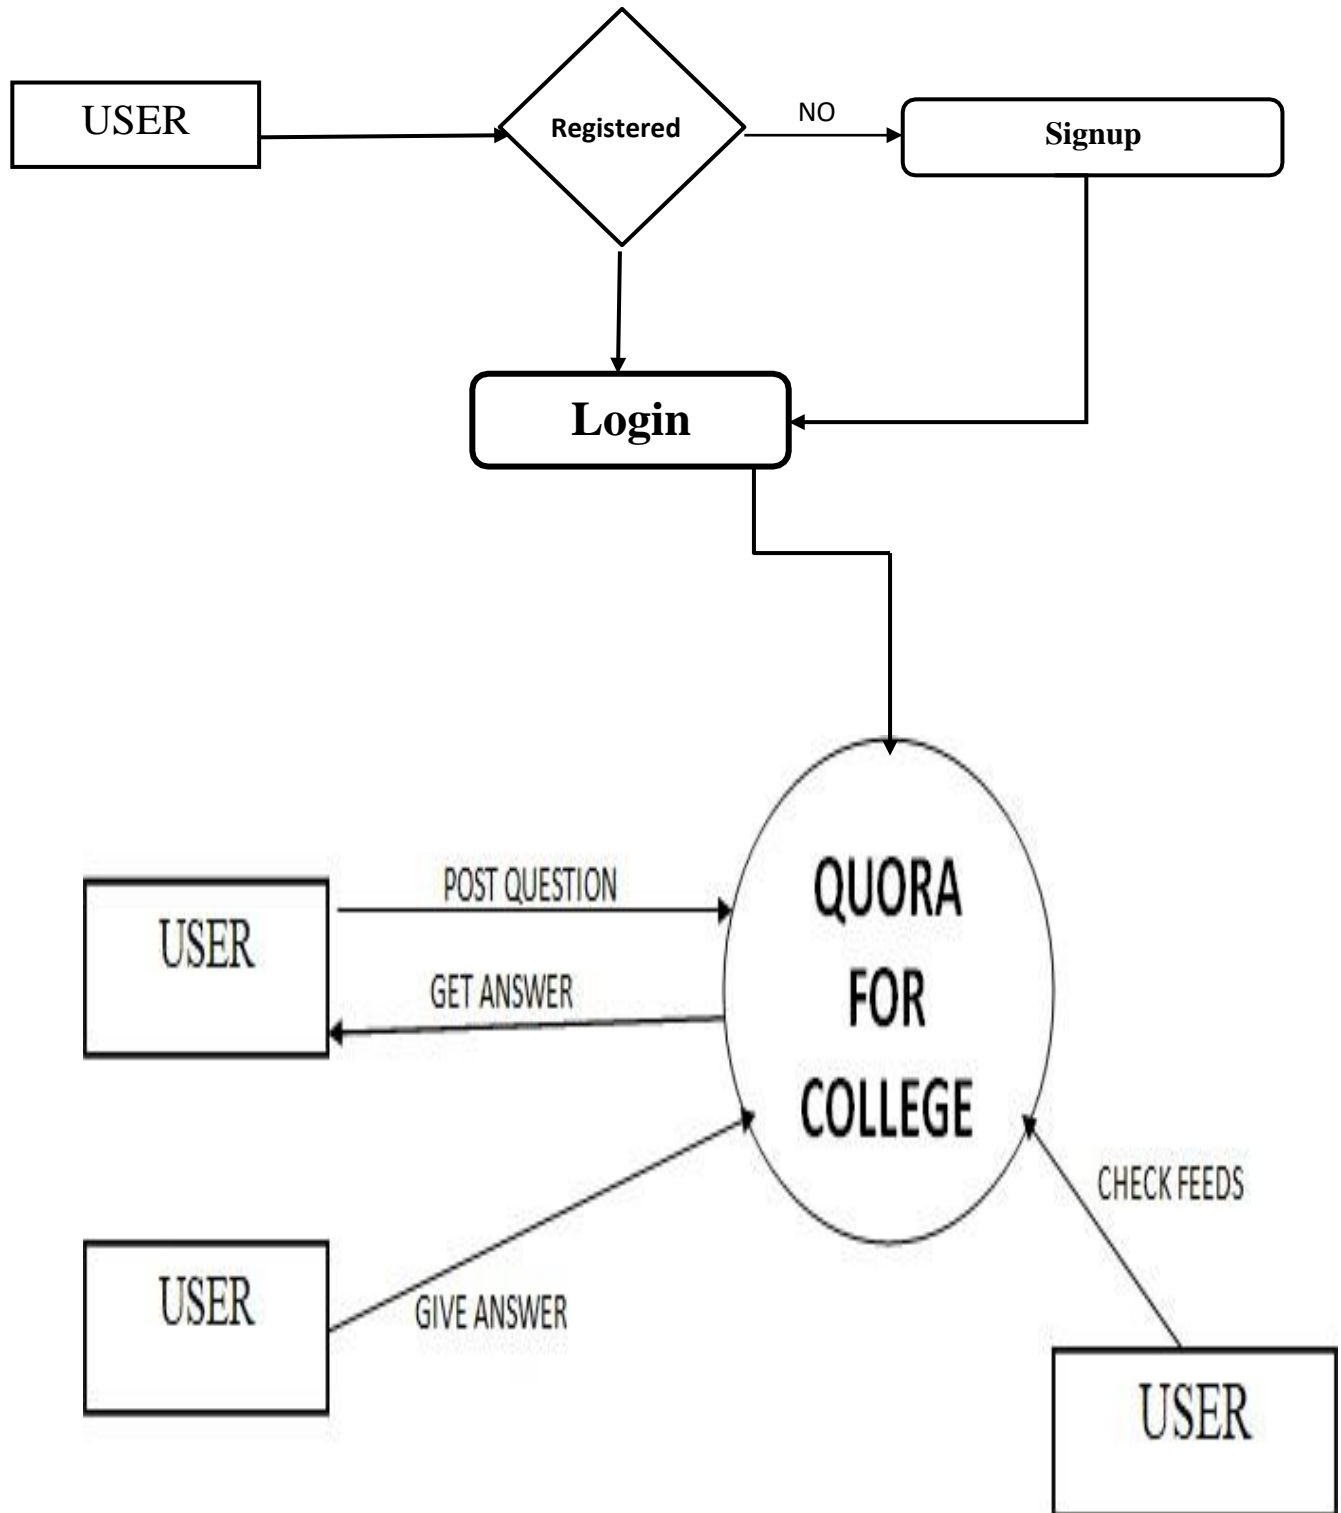 USER
Registered
NO
Signup
Login
QUORA
FOR
COLLEGE
POST QUESTION
USER
GET ANSWER
CHECK FEEDS
USER
GIVE ANSWER
USER